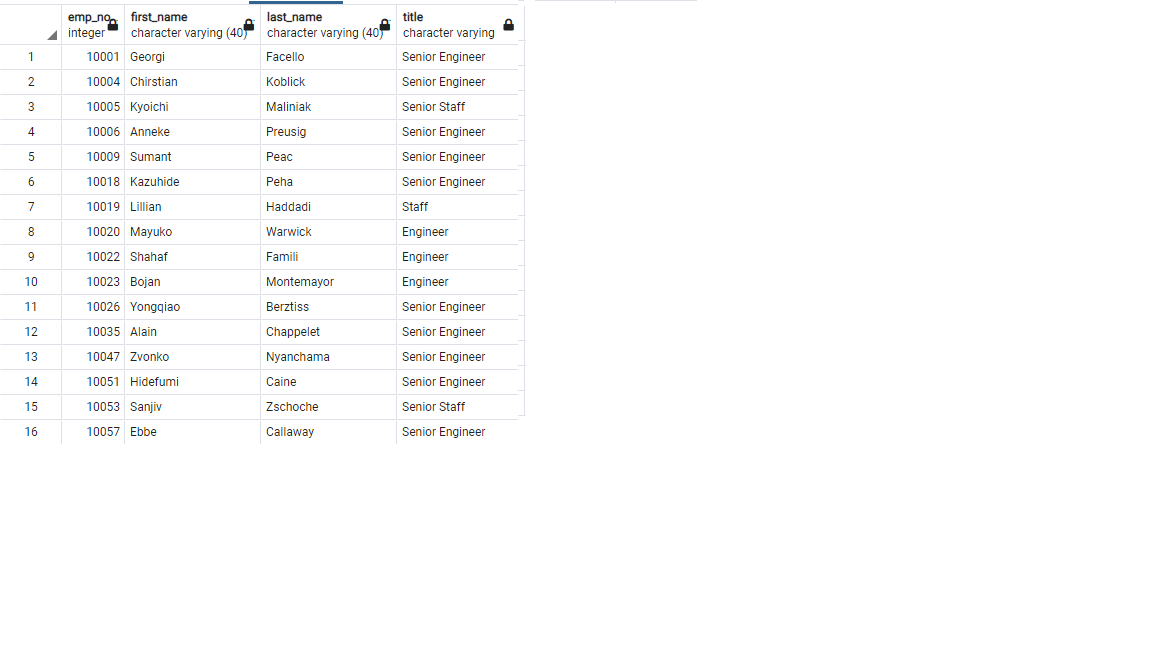 emp_no first_name last_name title
integer character varying (40) character varying (40) character varying
1 10001 Georgi Facello Senior Engineer
2 10004 Chirstian Koblick Senior Engineer
3 10005 Kyoichi Maliniak Senior Staff
4 10006 Anneke Preusig Senior Engineer
5 10009 Sumant Peac Senior Engineer
6 10018 Kazuhide Peha Senior Engineer
7 10019 Lillian Haddadi Staff
8 10020 Mayuko Warwick Engineer
9 10022 Shahaf Famili Engineer
10 10023 Bojan Montemayor Engineer
11 10026 Yongqiao Berztiss Senior Engineer
12 10035 Alain Chappelet Senior Engineer
13 10047 Zvonko Nyanchama Senior Engineer
14 10051 Hidefumi Caine Senior Engineer
15 10053 Sanjiv Zschoche Senior Staff
16 10057 Ebbe Callaway Senior Engineer